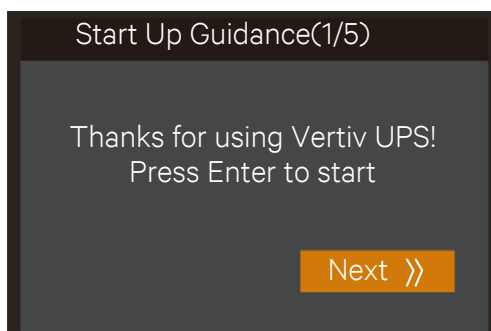 Start Up Guidance(1/5)
Thanks for using Vertiv UPS!
Press Enter to start
Next 》